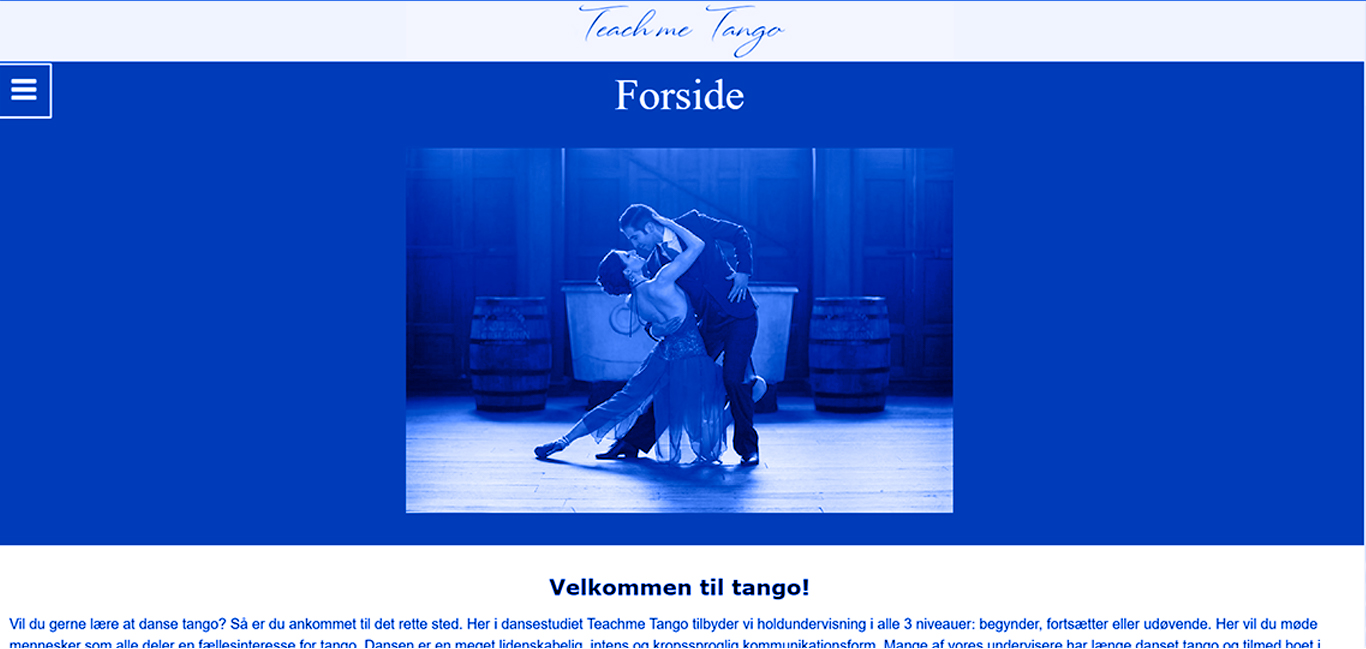 Teach me Tango
Forside
Velkommen til tango!
Vil du gerne lære at danse tango? Så er du ankommet til det rette sted. Her i dansestudiet Teachme Tango tilbyder vi holdundervisning i alle 3 niveauer: begynder, fortsætter eller udøvende. Her vil du møde
mennesker som alle deler en fællesinteresse for tango. Dansen er en meget lidenskabelig, intens og kropssproglig kommunikationsform. Mange af vores undervisere har længe danset tango og tilmed boet i